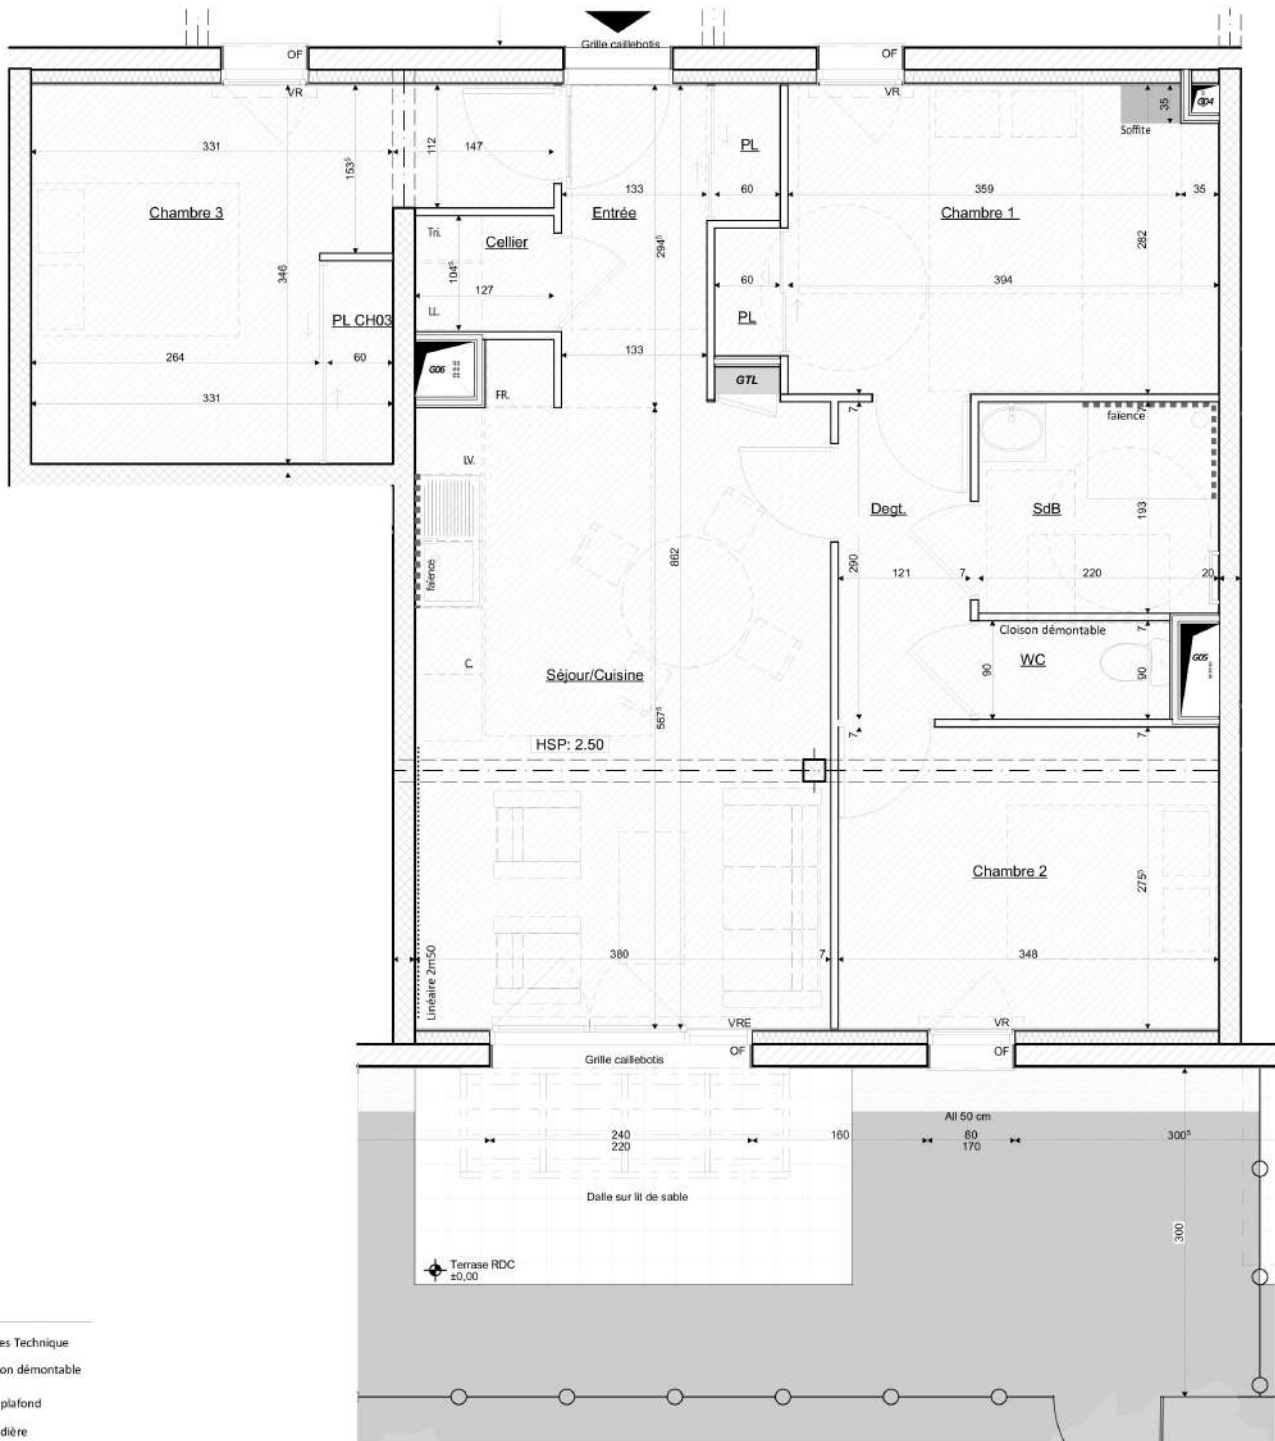 Grille caillebotis
OF
OF
VR
VR
35
G04
Soffite
331
147
112
153⁵
PL
133
60
359
35
Chambre 3
Entrée
Chambre 1
Tri.
Cellier
294⁵
282
346
104⁵
127
60
394
LL.
PL CH03
PL
133
264
60
G06
GTL
331
FR.
7
7
faïence
LV.
Degt.
SdB
193
862
290
faïence
121
7
220
20
Cloison démontable
7
C.
Séjour/Cuisine
WC
G05
90
90
567⁵
7
7
HSP: 2.50
Chambre 2
275⁵
Linéaire 2m50
380
7
348
VRE
VR
OF
OF
Grille caillebotis
All 50 cm
240
220
160
80
170
300⁵
Dalle sur lit de sable
300
Terrase RDC
±0,00
es Technique
on démontable
plafond
dière